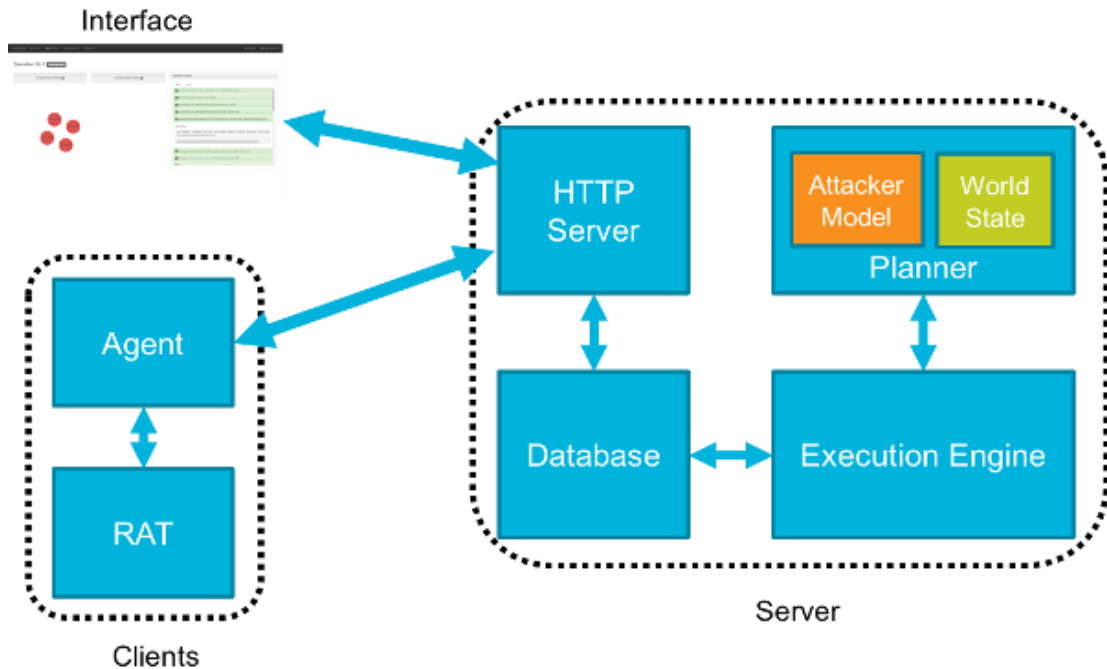 Interface
HTTP
Server
Attacker
Model
World
State
Planner
Agent
Database
Execution Engine
RAT
Server
Clients